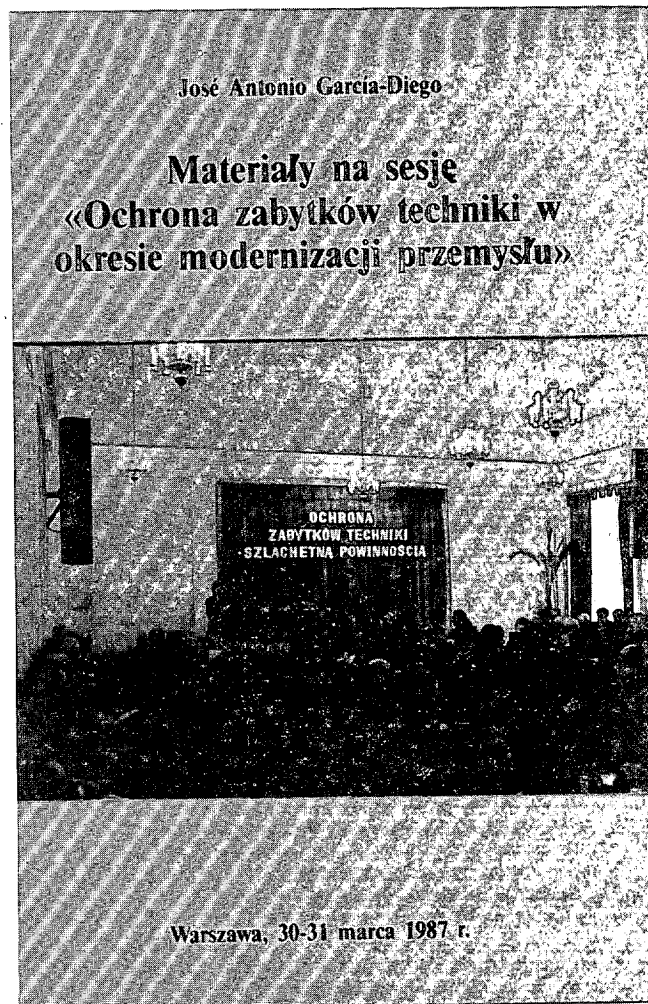 José Antonio García-Diego
Materiały na sesję
«Ochrona zabytków techniki w
okresie modernizacji przemysłu»
OCHRONA
ZABYTKÓW TECHNIKI
SZLACHETNĄ POWINNOŚCIĄ
Warszawa, 30-31 marca 1987 r.